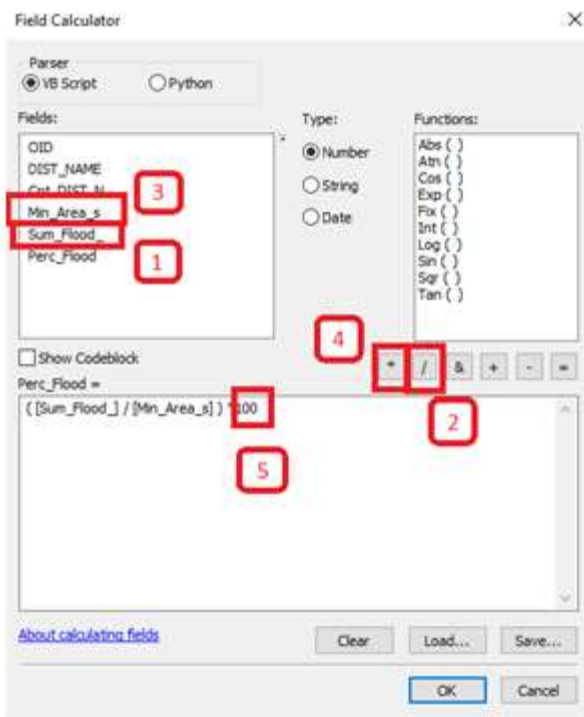 Field Calculator
Parser
VB Script
Python
Fields:
Type:
Functions:
OID
DIST_NAME
Cnt_DIST_N
Min_Area_s
Sum_Flood_
Perc_Flood
3
1
Number
String
Date
Abs ( )
Atn ( )
Cos ( )
Exp ( )
Fix ( )
Int ( )
Log ( )
Sin ( )
Sqr ( )
Tan ( )
4
Show Codeblock
* / & + - =
Perc_Flood =
( [Sum_Flood_] / [Min_Area_s] ) * 100
2
5
About calculating fields
Clear
Load...
Save...
OK
Cancel